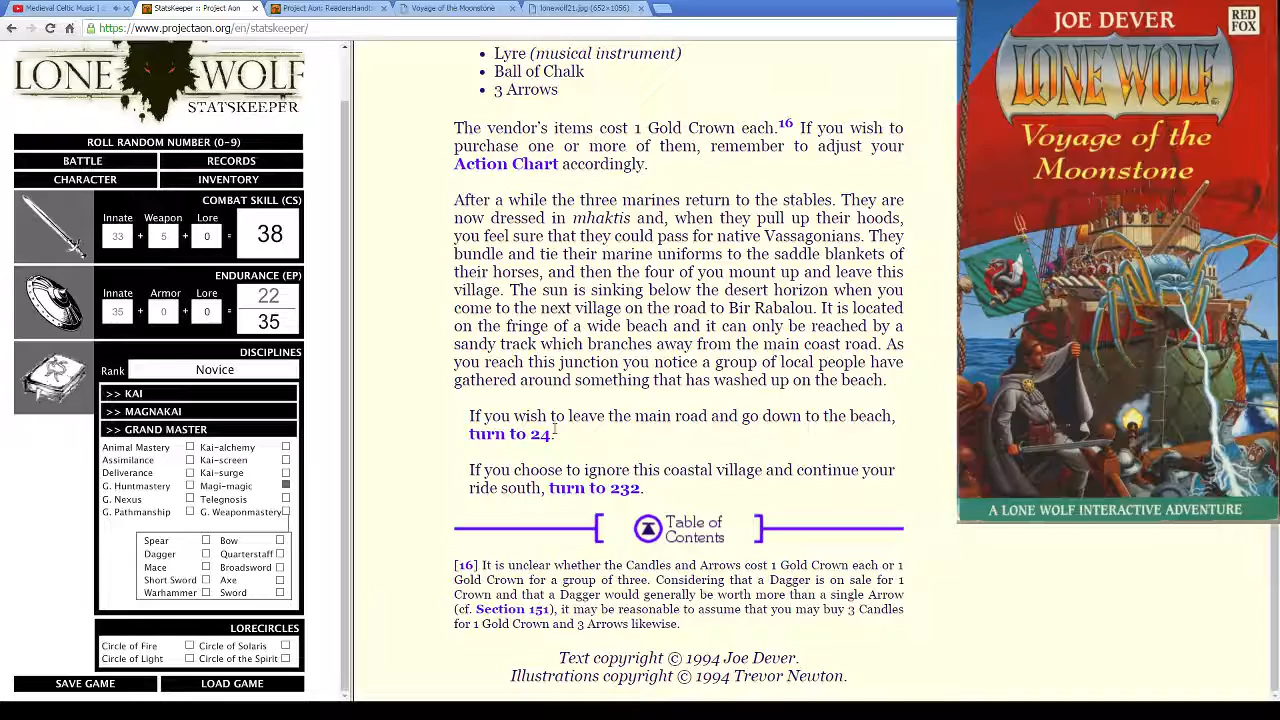 Medieval Celtic Music |
StatsKeeper :: Project Aon
Project Aon: ReadersHandb
Voyage of the Moonstone
lonewolf21.jpg (652×1056)
https://www.projectaon.org/en/statskeeper/
LONE WOLF
STATSKEEPER
ROLL RANDOM NUMBER (0-9)
BATTLE
RECORDS
CHARACTER
INVENTORY
COMBAT SKILL (CS)
Innate Weapon Lore
33 + 5 + 0 = 38
ENDURANCE (EP)
Innate Armor Lore
22
35 + 0 + 0 = 35
DISCIPLINES
Rank Novice
>> KAI
>> MAGNAKAI
>> GRAND MASTER
Animal Mastery Kai-alchemy
Assimilance Kai-screen
Deliverance Kai-surge
G. Huntmastery Magi-magic
G. Nexus Telegnosis
G. Pathmanship G. Weaponmastery
Spear Bow
Dagger Quarterstaff
Mace Broadsword
Short Sword Axe
Warhammer Sword
LORECIRCLES
Circle of Fire Circle of Solaris
Circle of Light Circle of the Spirit
SAVE GAME
LOAD GAME
• Lyre (musical instrument)
• Ball of Chalk
• 3 Arrows
The vendor's items cost 1 Gold Crown each.16 If you wish to
purchase one or more of them, remember to adjust your
Action Chart accordingly.
After a while the three marines return to the stables. They are
now dressed in mhaktis and, when they pull up their hoods,
you feel sure that they could pass for native Vassagonians. They
bundle and tie their marine uniforms to the saddle blankets of
their horses, and then the four of you mount up and leave this
village. The sun is sinking below the desert horizon when you
come to the next village on the road to Bir Rabalou. It is located
on the fringe of a wide beach and it can only be reached by a
sandy track which branches away from the main coast road. As
you reach this junction you notice a group of local people have
gathered around something that has washed up on the beach.
If you wish to leave the main road and go down to the beach,
turn to 24.
If you choose to ignore this coastal village and continue your
ride south, turn to 232.
Table of
Contents
[16] It is unclear whether the Candles and Arrows cost 1 Gold Crown each or 1
Gold Crown for a group of three. Considering that a Dagger is on sale for 1
Crown and that a Dagger would generally be worth more than a single Arrow
(cf. Section 151), it may be reasonable to assume that you may buy 3 Candles
for 1 Gold Crown and 3 Arrows likewise.
Text copyright © 1994 Joe Dever.
Illustrations copyright © 1994 Trevor Newton.
JOE DEVER
RED
FOX
LONE WOLF
Voyage of the
Moonstone
A LONE WOLF INTERACTIVE ADVENTURE